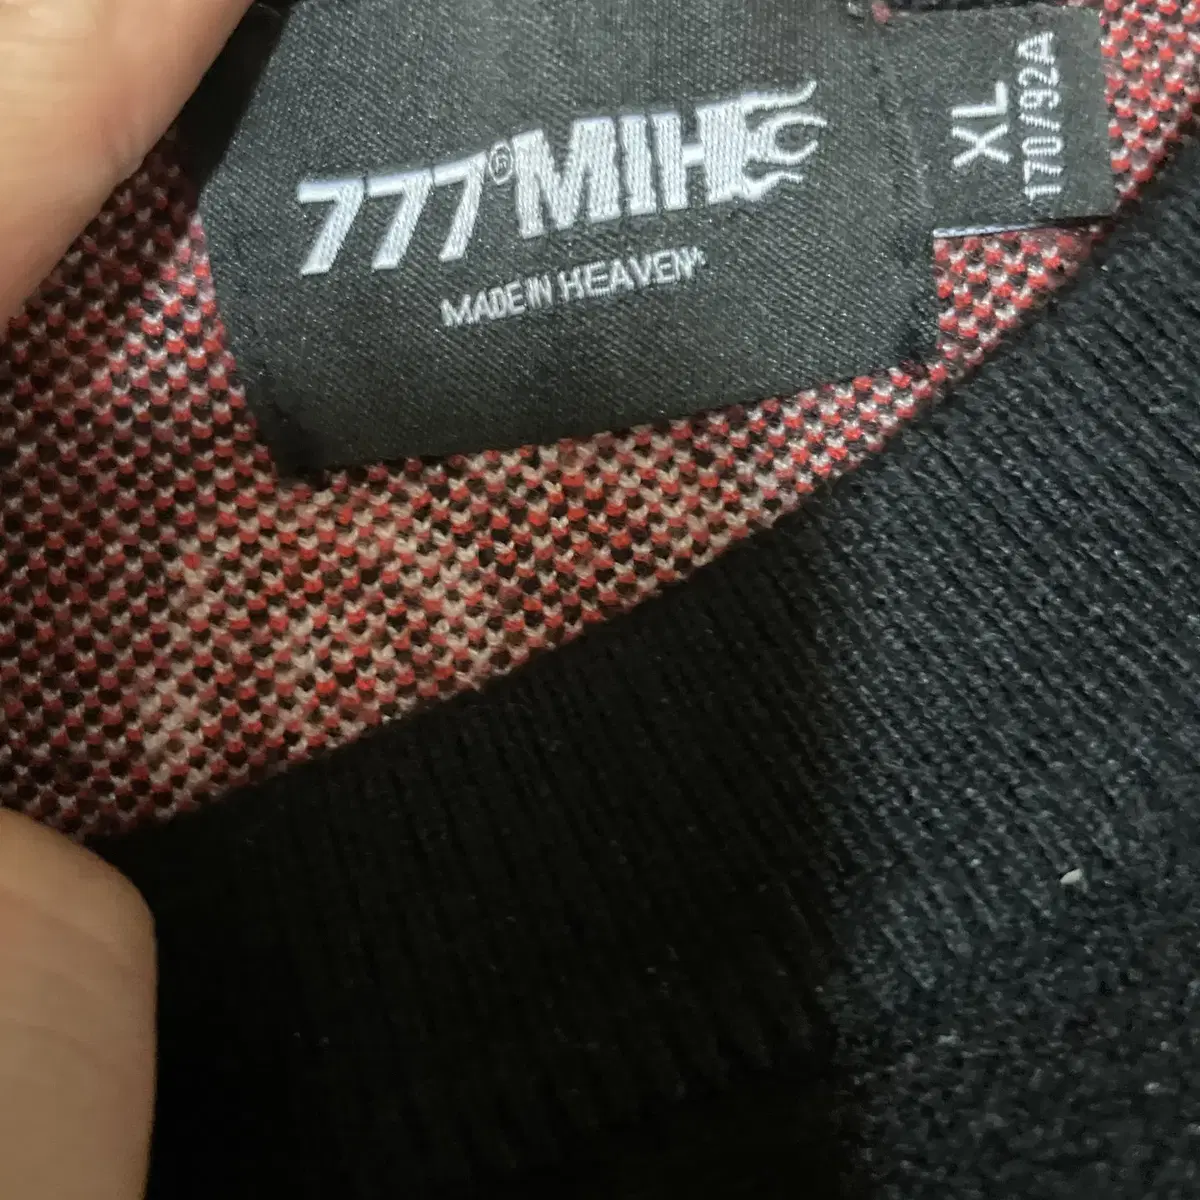 777®MIH
MADE IN HEAVEN
XL
170/92A